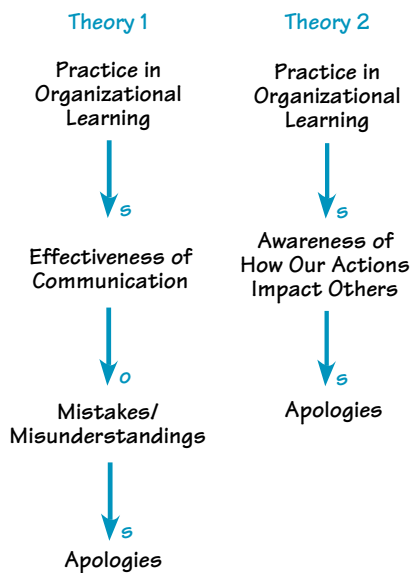 Theory 1
Practice in
Organizational
Learning
s
Effectiveness of
Communication
o
Mistakes/
Misunderstandings
s
Apologies
Theory 2
Practice in
Organizational
Learning
s
Awareness of
How Our Actions
Impact Others
s
Apologies